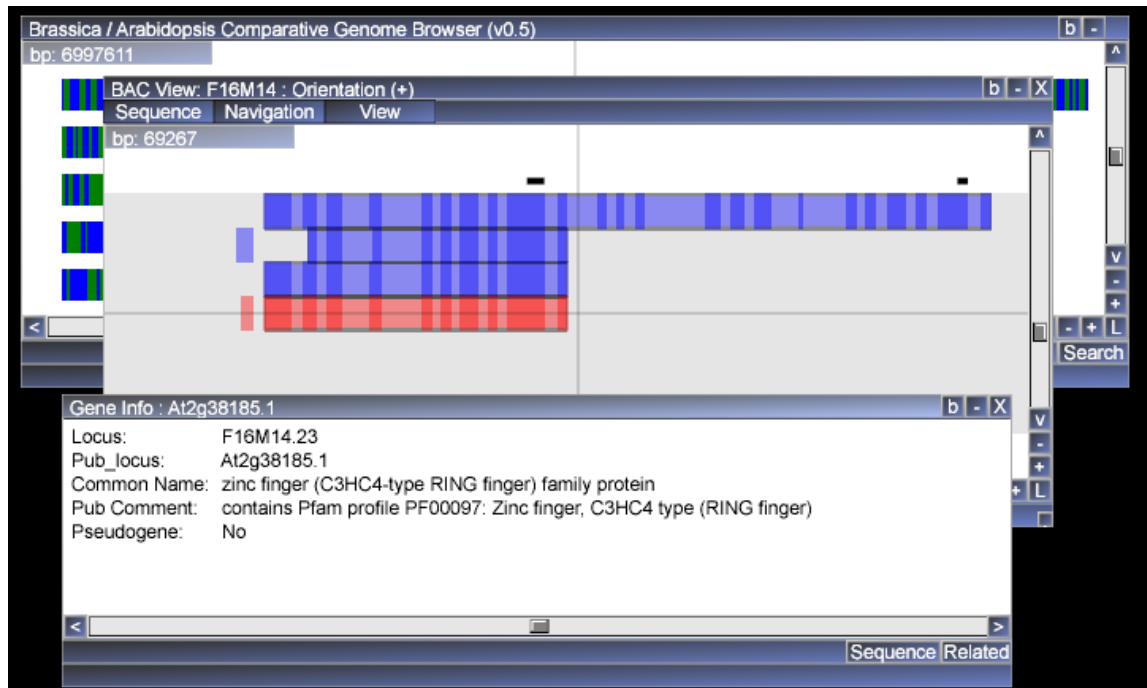 Brassica / Arabidopsis Comparative Genome Browser (v0.5) b -
bp: 6997611 ^
BAC View: F16M14 : Orientation (+) b - X
Sequence Navigation View
bp: 69267 ^
v
-
+
< - + L
Search
Gene Info : At2g38185.1 b - X
v
Locus: F16M14.23
Pub_locus: At2g38185.1
-
Common Name: zinc finger (C3HC4-type RING finger) family protein
+
Pub Comment: contains Pfam profile PF00097: Zinc finger, C3HC4 type (RING finger)
+ L
Pseudogene: No
< >
Sequence Related